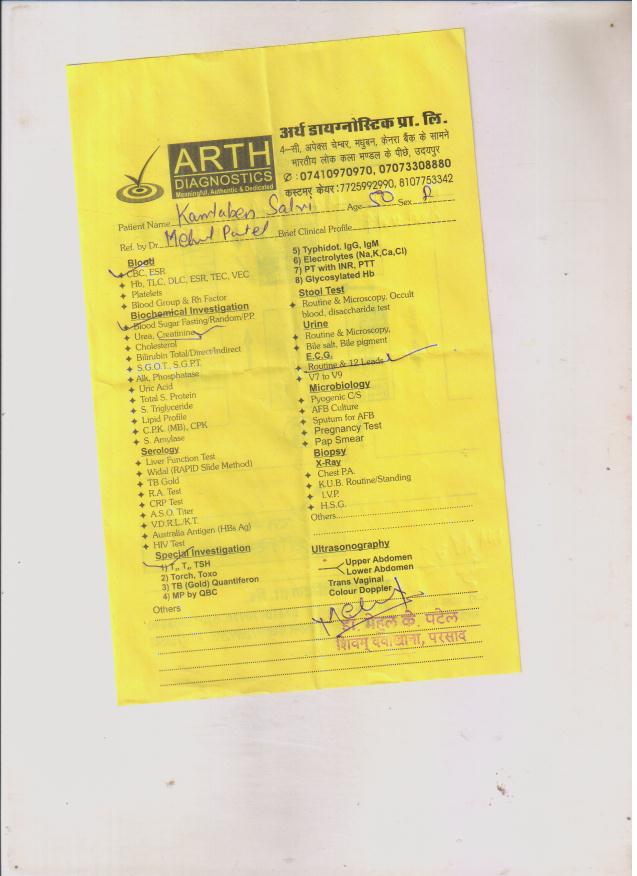 ARTH
DIAGNOSTICS
Meaningful, Authentic & Dedicated
अर्थ डायग्नोस्टिक प्रा. लि.
4-सी, अपेक्स चेम्बर, मधुबन, केनरा बैंक के सामने
भारतीय लोक कला मण्डल के पीछे, उदयपुर
✆ : 07410970970, 07073308880
कस्टमर केयर : 7725992990, 8107753342
Patient Name Kamlaben Salvi Age 50 Sex
Ref. by Dr. Mehul Patel Brief Clinical Profile
Blood
CBC, ESR
Hb, TLC, DLC, ESR, TEC, VEC
Platelets
Blood Group & Rh Factor
Biochemical Investigation
Blood Sugar Fasting/Random/P.P.
Urea, Creatinine
Cholesterol
Bilirubin Total/Direct/Indirect
S.G.O.T., S.G.P.T.
Alk, Phosphatase
Uric Acid
Total S. Protein
S. Triglyceride
Lipid Profile
C.P.K. (MB), CPK
S. Amylase
Serology
Liver Function Test
Widal (RAPID Slide Method)
TB Gold
R.A. Test
CRP Test
A.S.O. Titer
V.D.R.L./K.T.
Australia Antigen (HBs Ag)
HIV Test
Special Investigation
1) T₃, T₄, TSH
2) Torch, Toxo
3) TB (Gold) Quantiferon
4) MP by QBC
Others
5) Typhidot. IgG, IgM
6) Electrolytes (Na,K,Ca,Cl)
7) PT with INR, PTT
8) Glycosylated Hb
Stool Test
Routine & Microscopy, Occult
blood, disaccharide test
Urine
Routine & Microscopy,
Bile salt, Bile pigment
E.C.G.
Routine & 12 Leads
V7 to V9
Microbiology
Pyogenic C/S
AFB Culture
Sputum for AFB
Pregnancy Test
Pap Smear
Biopsy
X-Ray
Chest P.A.
K.U.B. Routine/Standing
I.V.P.
H.S.G.
Others
Ultrasonography
Upper Abdomen
Lower Abdomen
Trans Vaginal
Colour Doppler
डॉ. मेहुल के. पटेल
शिवम् दवाखाना, परसाद